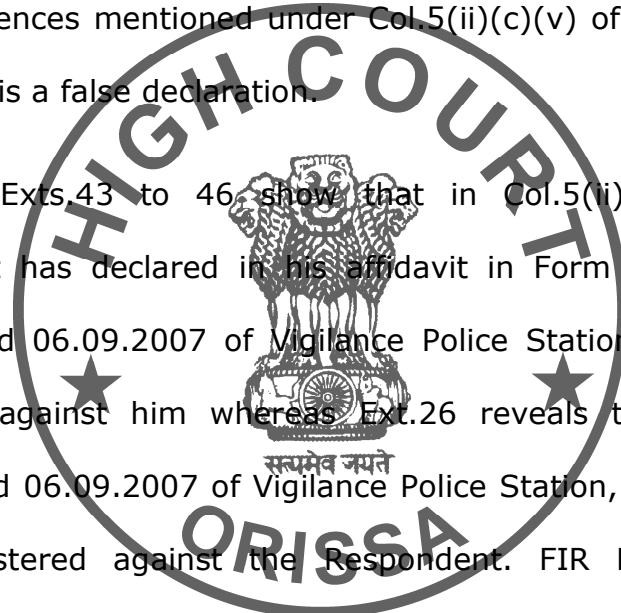 ences mentioned under Col.5(ii)(c)(v) of
is a false declaration.
Exts.43 to 46 show that in Col.5(ii)
has declared in his affidavit in Form
d 06.09.2007 of Vigilance Police Station
against him whereas Ext.26 reveals t
d 06.09.2007 of Vigilance Police Station,
stered against the Respondent. FIR
HIGH COURT
सत्यमेव जयते
ORISSA